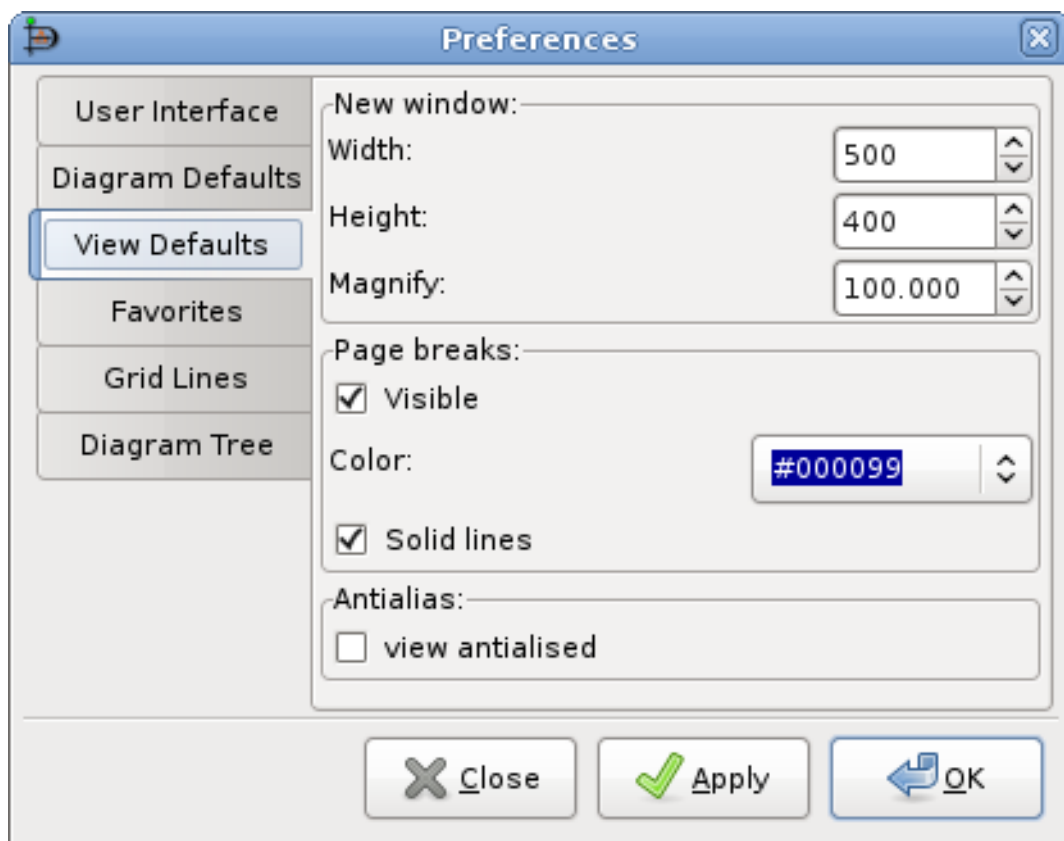 Preferences
User Interface
Diagram Defaults
View Defaults
Favorites
Grid Lines
Diagram Tree
New window:
Width: 500
Height: 400
Magnify: 100.000
Page breaks:
Visible
Color: #000099
Solid lines
Antialias:
view antialised
Close Apply OK